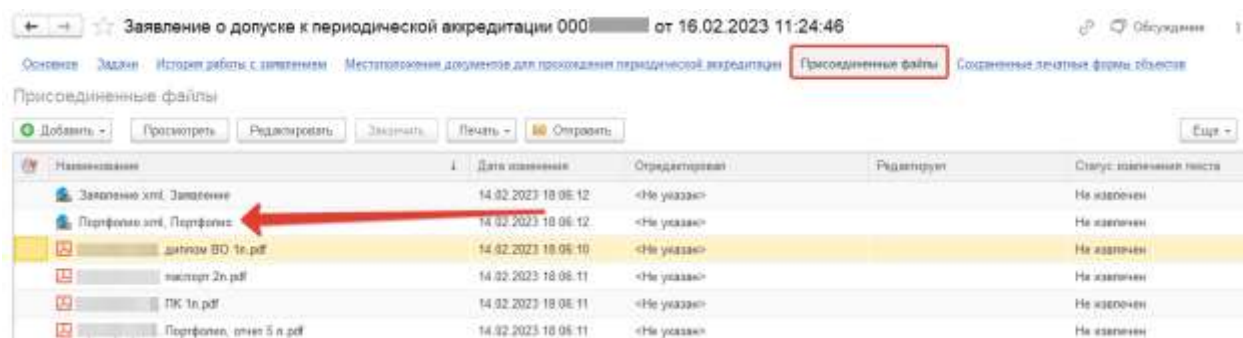 Заявление о допуске к периодической аккредитации 000 от 16.02.2023 11:24:46 Обсуждение
Основное Задачи История работы с заявлением Местоположение документов для прохождения периодической аккредитации Присоединенные файлы Сохраненные печатные формы объектов
Присоединенные файлы
Добавить Просмотреть Редактировать Закончить Печать Отправить Еще
Наименование Дата изменения Отредактировал Редактирует Статус извлечения текста
Заявление xml, Заявление 14.02.2023 18:06:12 <Не указан> Не извлечен
Портфолио xml, Портфолио 14.02.2023 18:06:12 <Не указан> Не извлечен
диплом ВО 1п.pdf 14.02.2023 18:06:10 <Не указан> Не извлечен
паспорт 2п.pdf 14.02.2023 18:06:11 <Не указан> Не извлечен
ПК 1п.pdf 14.02.2023 18:06:11 <Не указан> Не извлечен
Портфолио, отчет 5 п.pdf 14.02.2023 18:06:11 <Не указан> Не извлечен